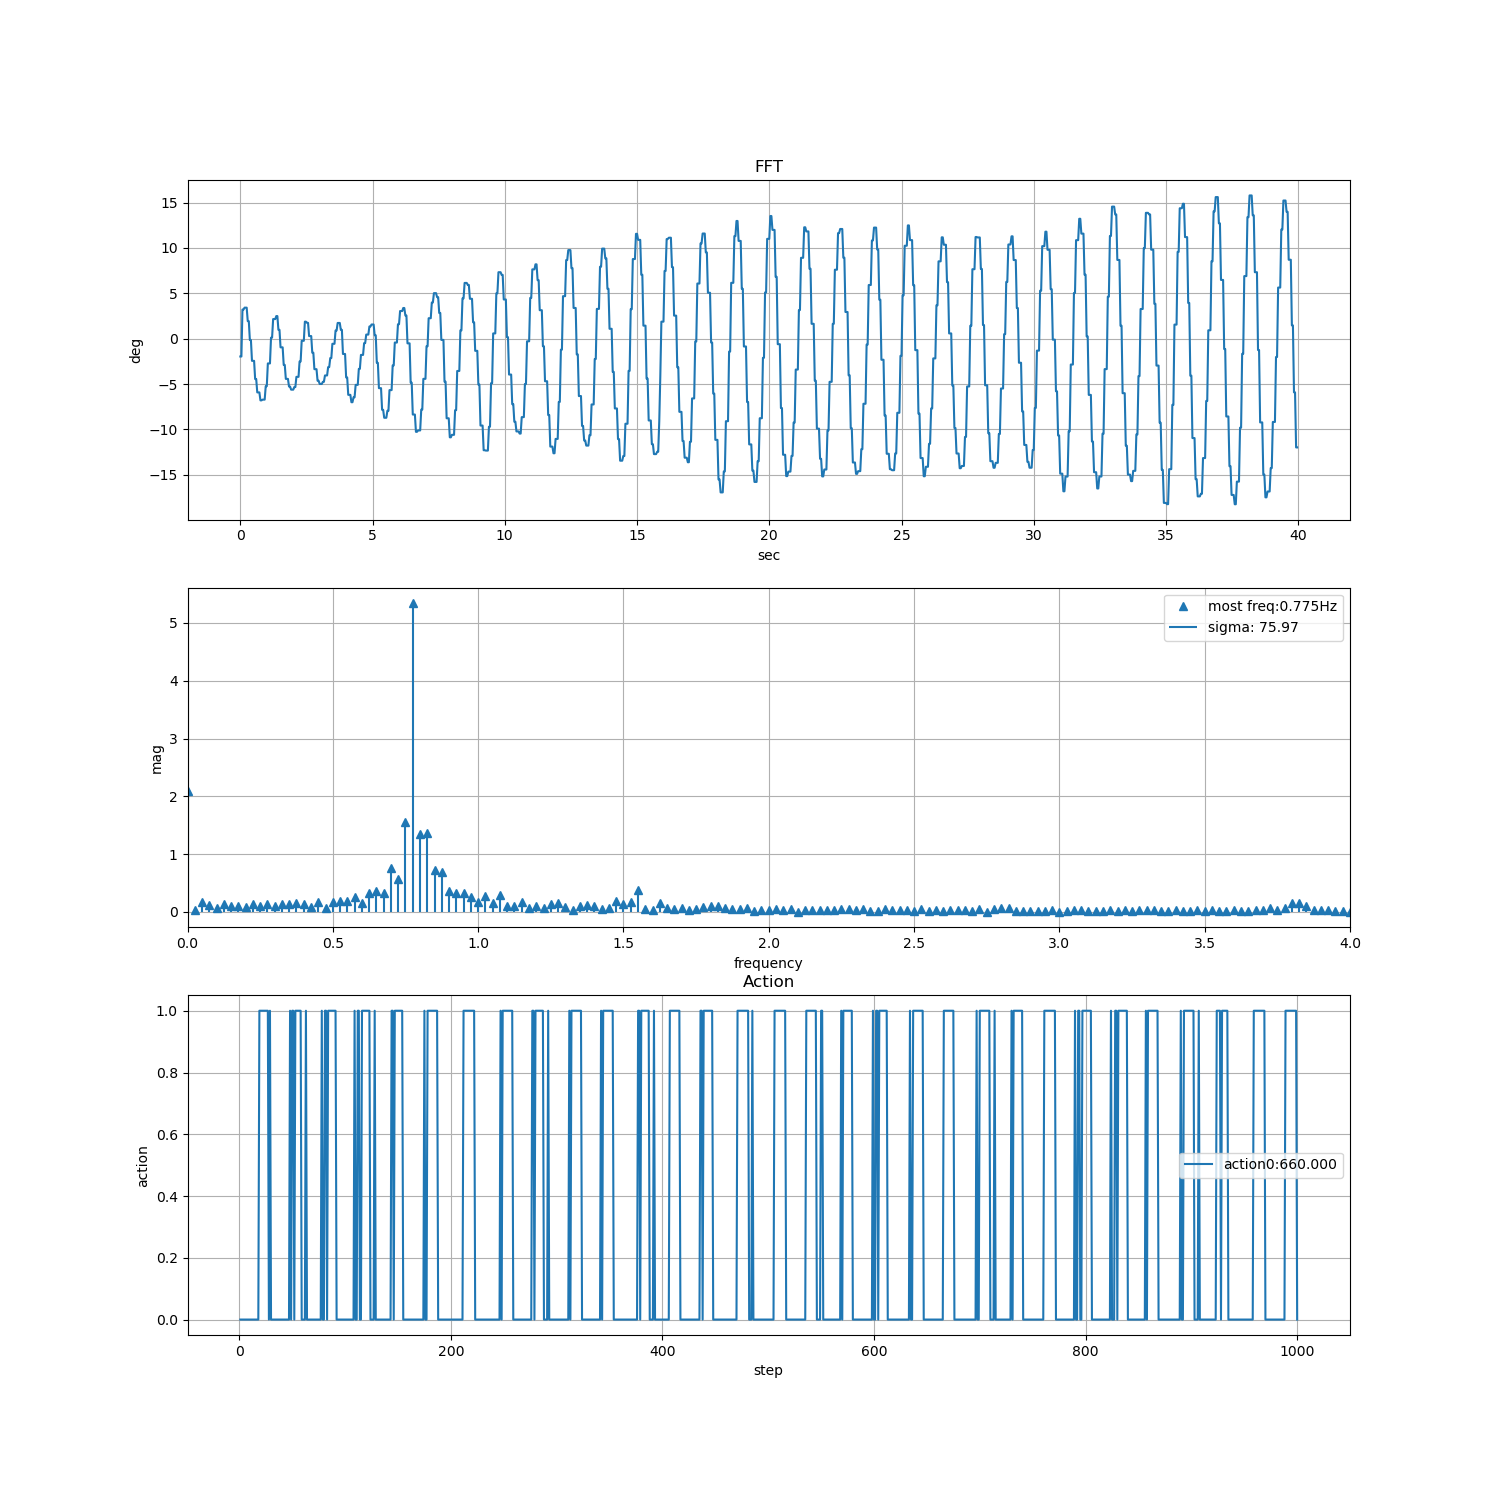 FFT
15
10
5
0
−5
−10
−15
deg
0 5 10 15 20 25 30 35 40
sec
5
4
3
2
1
0
mag
most freq:0.775Hz
sigma: 75.97
0.0 0.5 1.0 1.5 2.0 2.5 3.0 3.5 4.0
frequency
Action
1.0
0.8
0.6
0.4
0.2
0.0
action
action0:660.000
0 200 400 600 800 1000
step